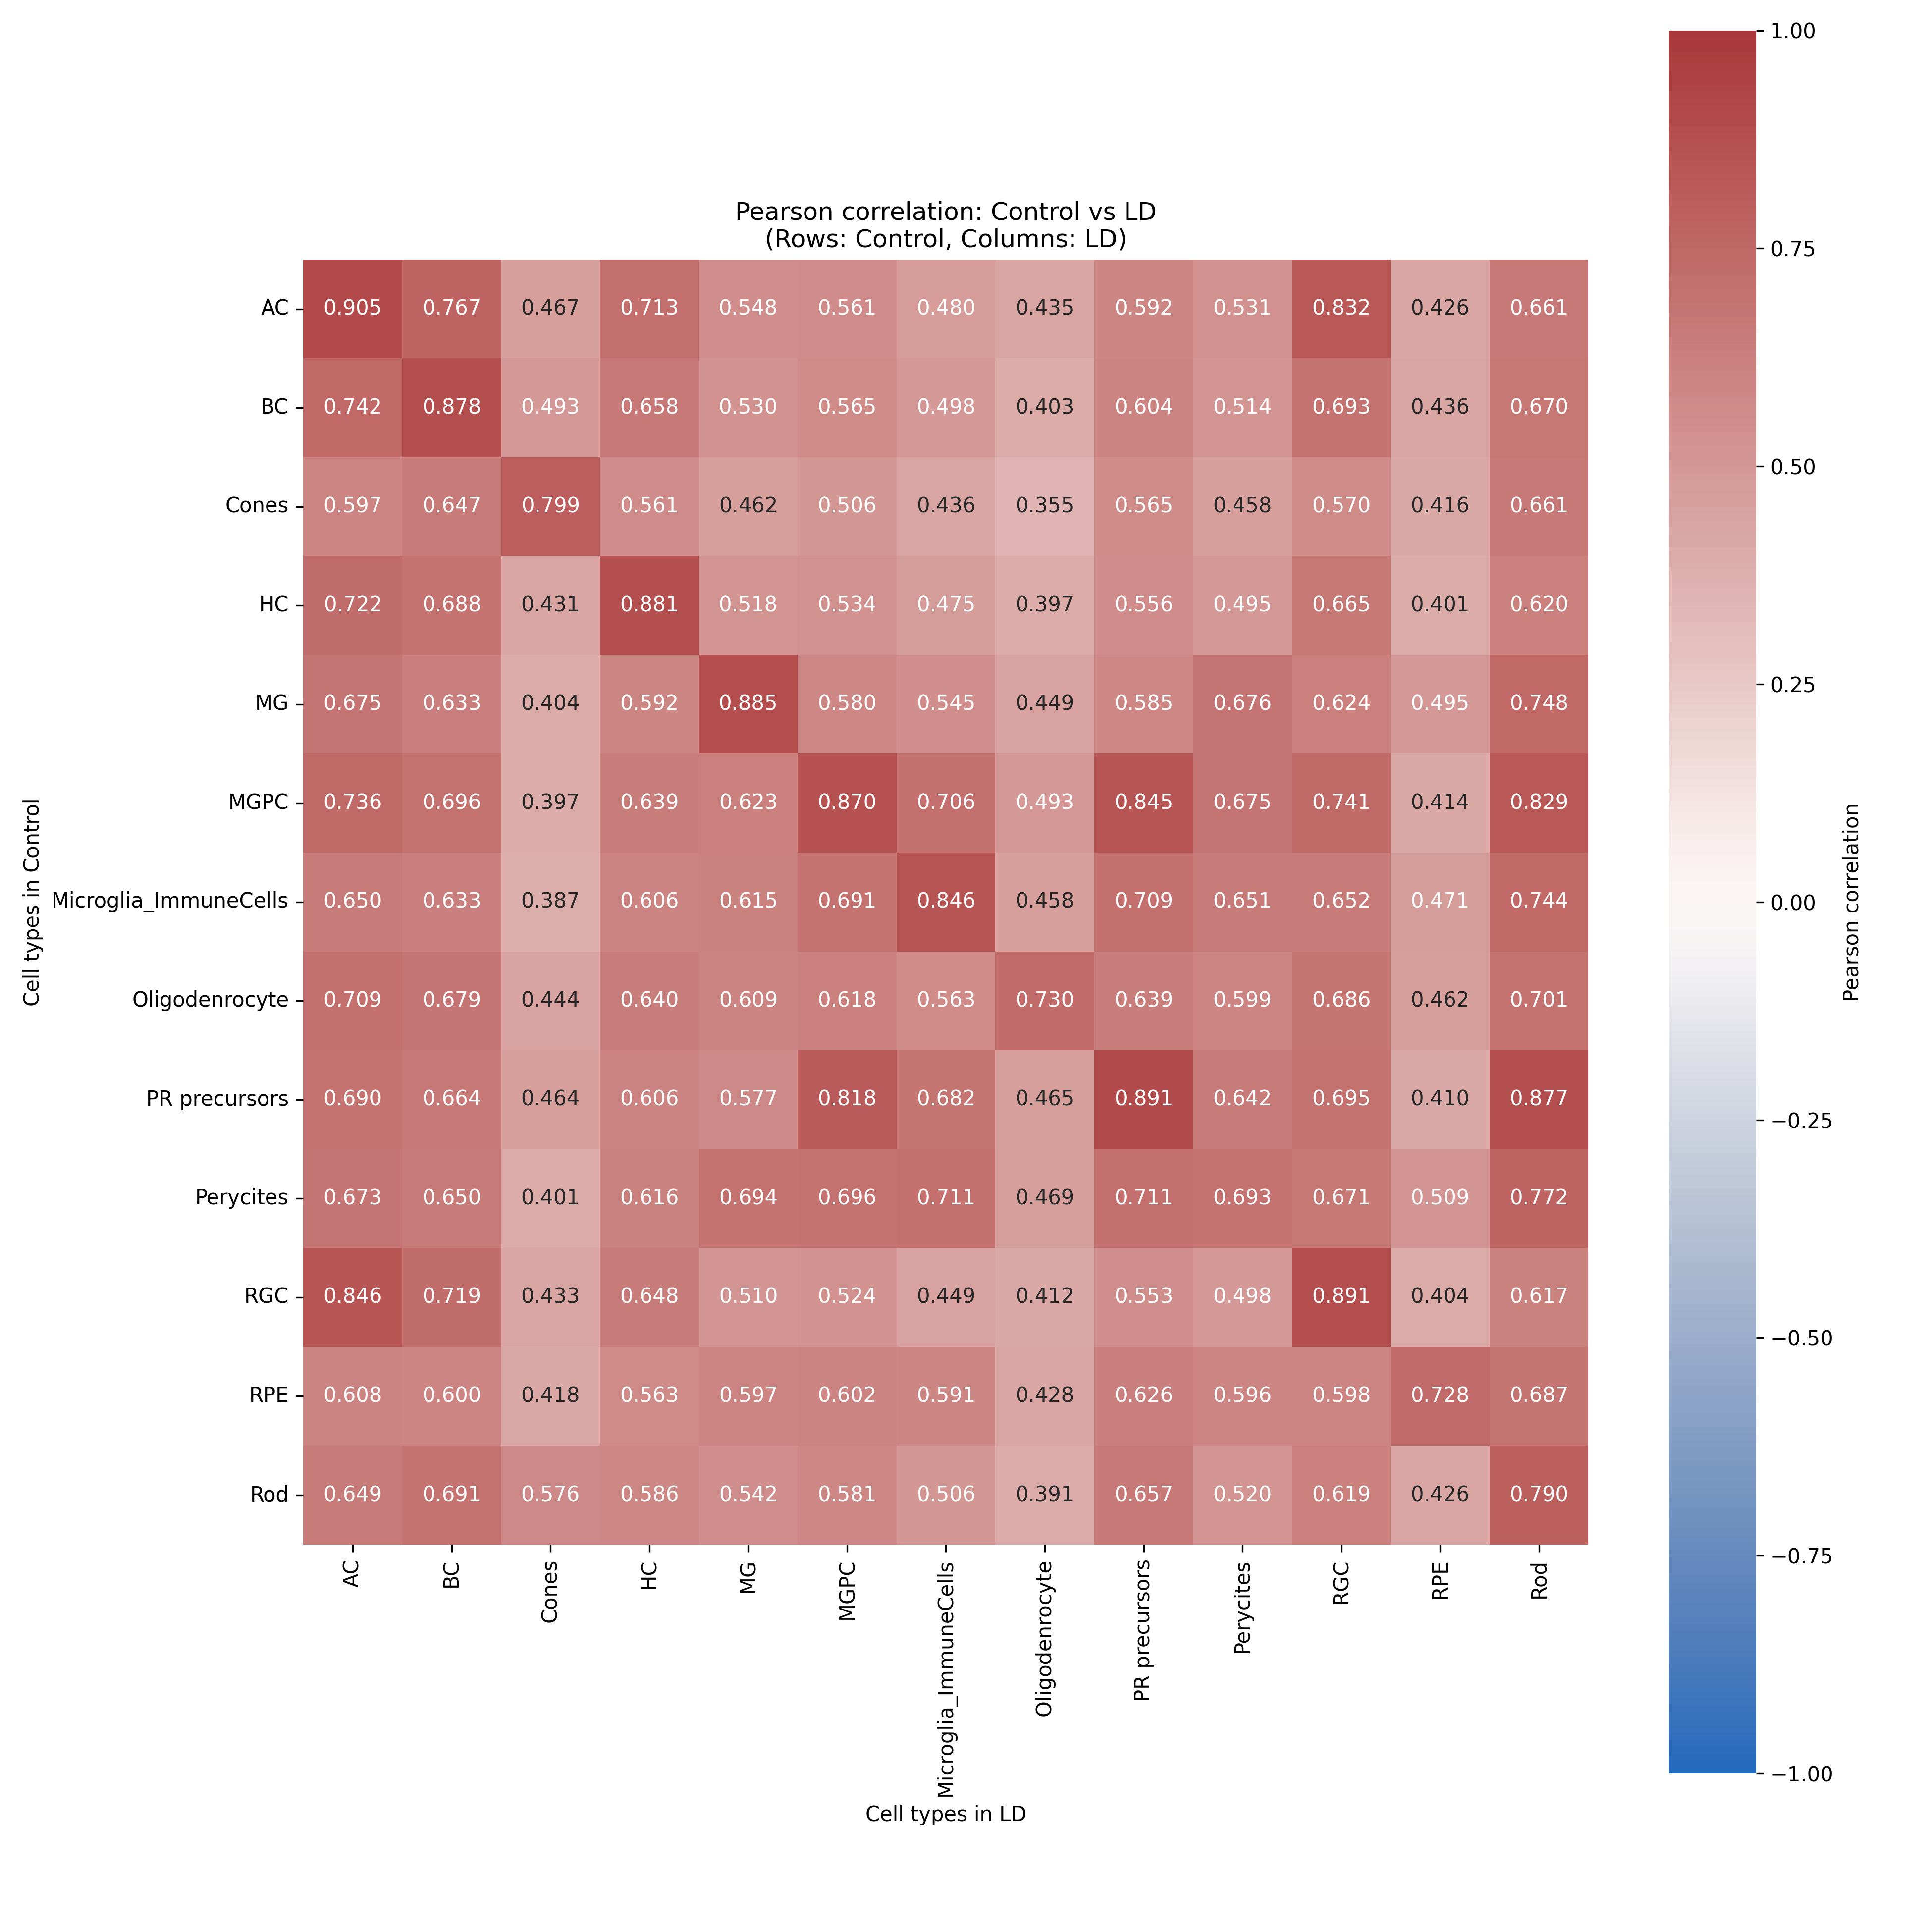 Pearson correlation: Control vs LD
(Rows: Control, Columns: LD)
Cell types in Control
AC 0.905 0.767 0.467 0.713 0.548 0.561 0.480 0.435 0.592 0.531 0.832 0.426 0.661
BC 0.742 0.878 0.493 0.658 0.530 0.565 0.498 0.403 0.604 0.514 0.693 0.436 0.670
Cones 0.597 0.647 0.799 0.561 0.462 0.506 0.436 0.355 0.565 0.458 0.570 0.416 0.661
HC 0.722 0.688 0.431 0.881 0.518 0.534 0.475 0.397 0.556 0.495 0.665 0.401 0.620
MG 0.675 0.633 0.404 0.592 0.885 0.580 0.545 0.449 0.585 0.676 0.624 0.495 0.748
MGPC 0.736 0.696 0.397 0.639 0.623 0.870 0.706 0.493 0.845 0.675 0.741 0.414 0.829
Microglia_ImmuneCells 0.650 0.633 0.387 0.606 0.615 0.691 0.846 0.458 0.709 0.651 0.652 0.471 0.744
Oligodenrocyte 0.709 0.679 0.444 0.640 0.609 0.618 0.563 0.730 0.639 0.599 0.686 0.462 0.701
PR precursors 0.690 0.664 0.464 0.606 0.577 0.818 0.682 0.465 0.891 0.642 0.695 0.410 0.877
Perycites 0.673 0.650 0.401 0.616 0.694 0.696 0.711 0.469 0.711 0.693 0.671 0.509 0.772
RGC 0.846 0.719 0.433 0.648 0.510 0.524 0.449 0.412 0.553 0.498 0.891 0.404 0.617
RPE 0.608 0.600 0.418 0.563 0.597 0.602 0.591 0.428 0.626 0.596 0.598 0.728 0.687
Rod 0.649 0.691 0.576 0.586 0.542 0.581 0.506 0.391 0.657 0.520 0.619 0.426 0.790
AC
BC
Cones
HC
MG
MGPC
Microglia_ImmuneCells
Oligodenrocyte
PR precursors
Perycites
RGC
RPE
Rod
Cell types in LD
1.00
0.75
0.50
0.25
0.00
−0.25
−0.50
−0.75
−1.00
Pearson correlation